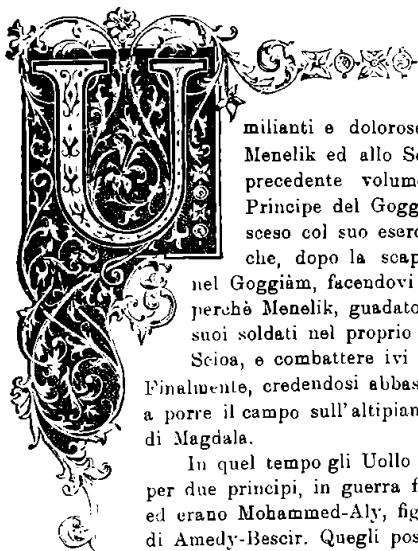 Umilianti e dolorose
Menelik ed allo Sc
precedente volume
Principe del Gogg
sceso col suo eserc
che, dopo la scap
nel Goggiàm, facendovi
perchè Menelik, guadato
suoi soldati nel proprio
Scioa, e combattere ivi
Finalmente, credendosi abbas
a porre il campo sull'altipian
di Magdala.
In quel tempo gli Uollo
per due principi, in guerra f
ed erano Mohammed-Aly, fig
di Amedy-Bescir. Quegli pos